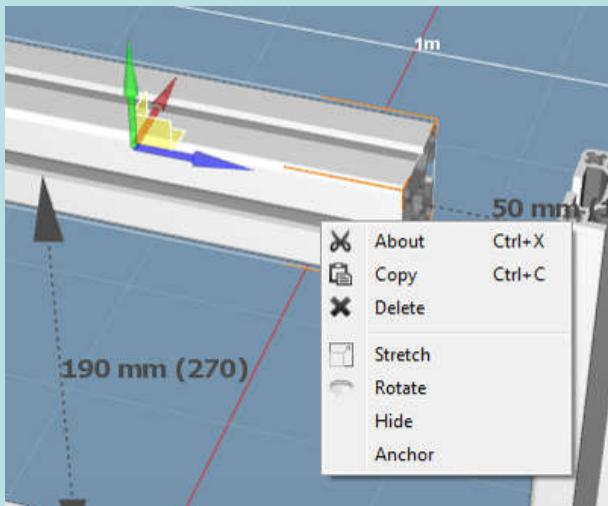 1m
50 mm
About Ctrl+X
Copy Ctrl+C
Delete
Stretch
190 mm (270)
Rotate
Hide
Anchor